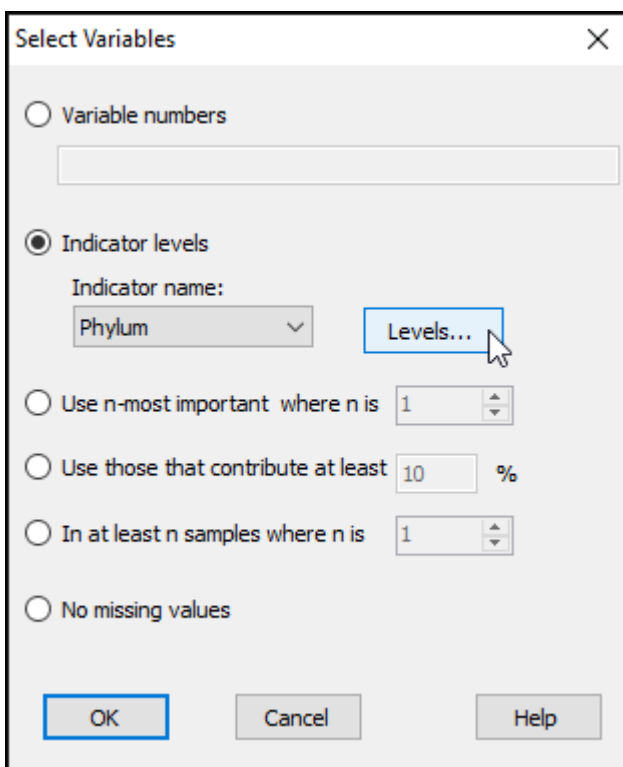 Select Variables
Variable numbers
Indicator levels
Indicator name:
Phylum
Levels...
Use n-most important where n is 1
Use those that contribute at least 10 %
In at least n samples where n is 1
No missing values
OK Cancel Help